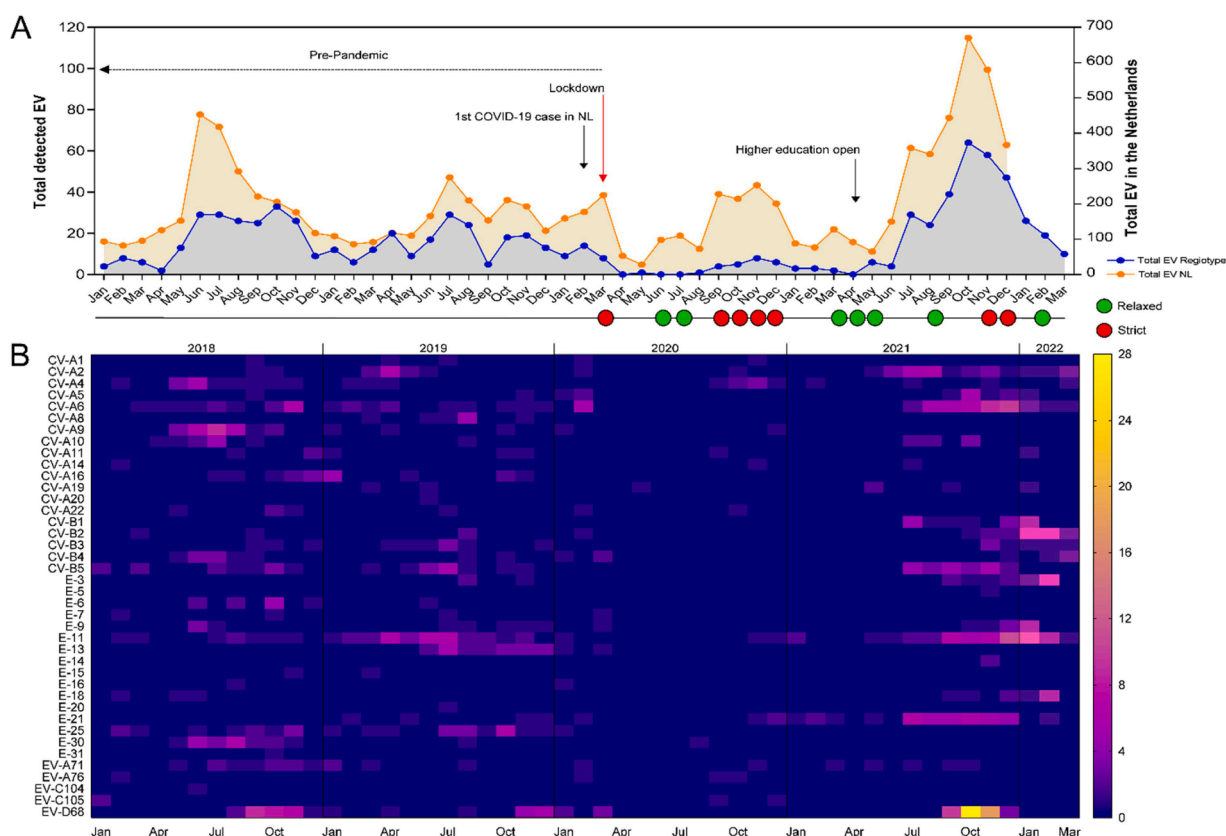 A
120
100
80
60
40
20
0
Total detected EV
Pre-Pandemic
Lockdown
1st COVID-19 case in NL
Higher education open
700
600
500
400
300
200
100
0
Total EV in the Netherlands
Total EV Regiotype
Total EV NL
Jan Feb Mar Apr May Jun Jul Aug Sep Oct Nov Dec Jan Feb Mar Apr May Jun Jul Aug Sep Oct Nov Dec Jan Feb Mar Apr May Jun Jul Aug Sep Oct Nov Dec Jan Feb Mar Apr May Jun Jul Aug Sep Oct Nov Dec Jan Feb Mar
Relaxed
Strict
B
2018 2019 2020 2021 2022
CV-A1
CV-A2
CV-A4
CV-A5
CV-A6
CV-A8
CV-A9
CV-A10
CV-A11
CV-A14
CV-A16
CV-A19
CV-A20
CV-A22
CV-B1
CV-B2
CV-B3
CV-B4
CV-B5
E-3
E-5
E-6
E-7
E-9
E-11
E-13
E-14
E-15
E-16
E-18
E-20
E-21
E-25
E-30
E-31
EV-A71
EV-A76
EV-C104
EV-C105
EV-D68
28
24
20
16
12
8
4
0
Jan Apr Jul Oct Jan Apr Jul Oct Jan Apr Jul Oct Jan Apr Jul Oct Jan Mar